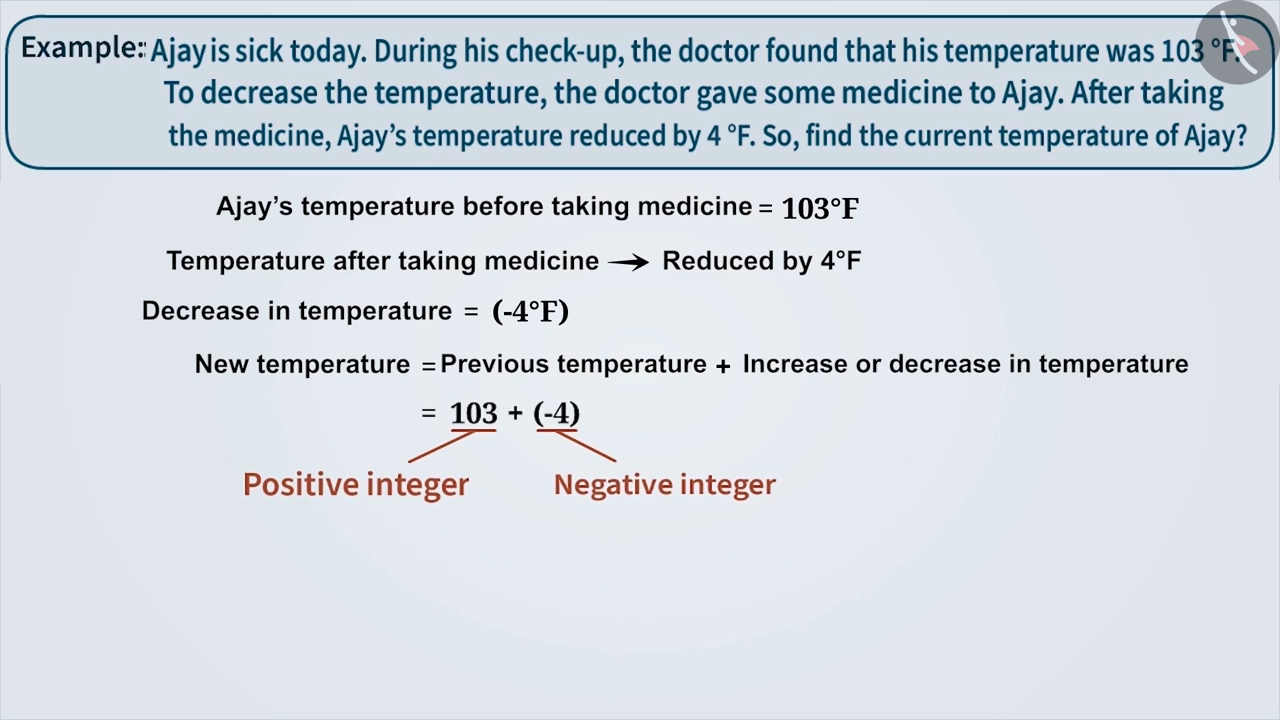 Example: Ajay is sick today. During his check-up, the doctor found that his temperature was 103 °F.
To decrease the temperature, the doctor gave some medicine to Ajay. After taking
the medicine, Ajay’s temperature reduced by 4 °F. So, find the current temperature of Ajay?
Ajay’s temperature before taking medicine = 103°F
Temperature after taking medicine → Reduced by 4°F
Decrease in temperature = (-4°F)
New temperature = Previous temperature + Increase or decrease in temperature
= 103 + (-4)
Positive integer Negative integer